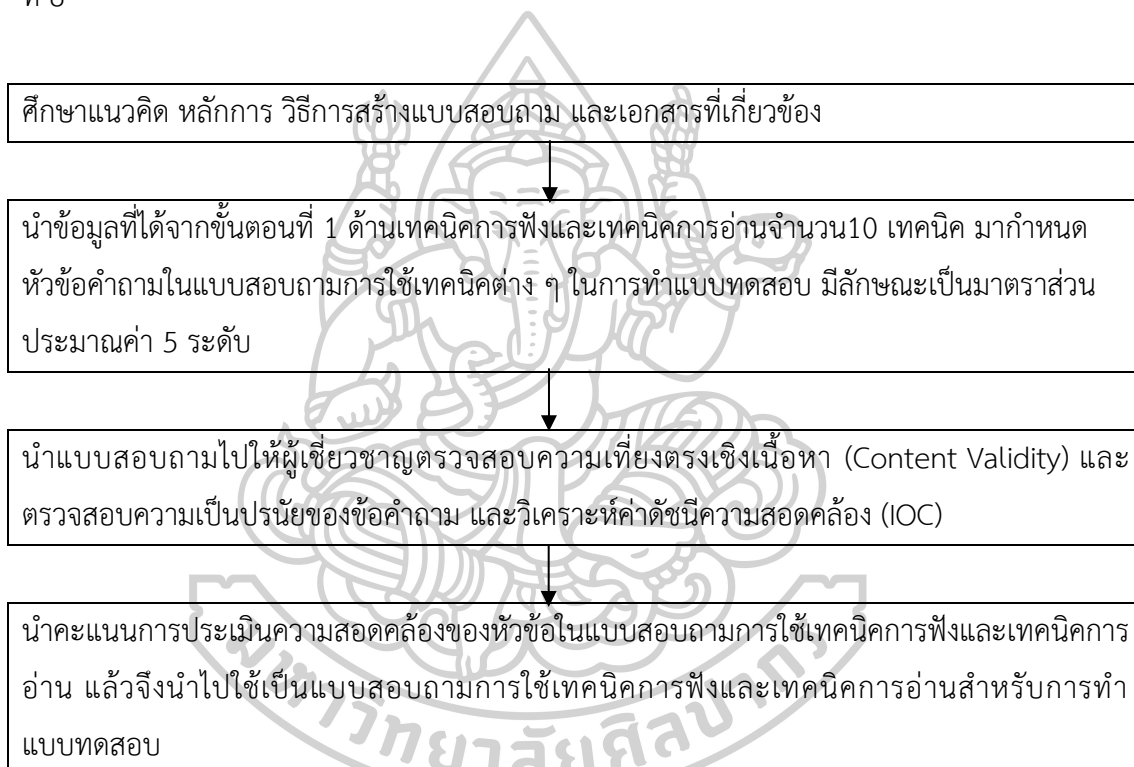 ศึกษาแนวคิด หลักการ วิธีการสร้างแบบสอบถาม และเอกสารที่เกี่ยวข้อง
นำข้อมูลที่ได้จากขั้นตอนที่ 1 ด้านเทคนิคการฟังและเทคนิคการอ่านจำนวน10 เทคนิค มากำหนด
หัวข้อคำถามในแบบสอบถามการใช้เทคนิคต่าง ๆ ในการทำแบบทดสอบ มีลักษณะเป็นมาตราส่วน
ประมาณค่า 5 ระดับ
นำแบบสอบถามไปให้ผู้เชี่ยวชาญตรวจสอบความเที่ยงตรงเชิงเนื้อหา (Content Validity) และ
ตรวจสอบความเป็นปรนัยของข้อคำถาม และวิเคราะห์ค่าดัชนีความสอดคล้อง (IOC)
นำคะแนนการประเมินความสอดคล้องของหัวข้อในแบบสอบถามการใช้เทคนิคการฟังและเทคนิคการ
อ่าน แล้วจึงนำไปใช้เป็นแบบสอบถามการใช้เทคนิคการฟังและเทคนิคการอ่านสำหรับการทำ
แบบทดสอบ